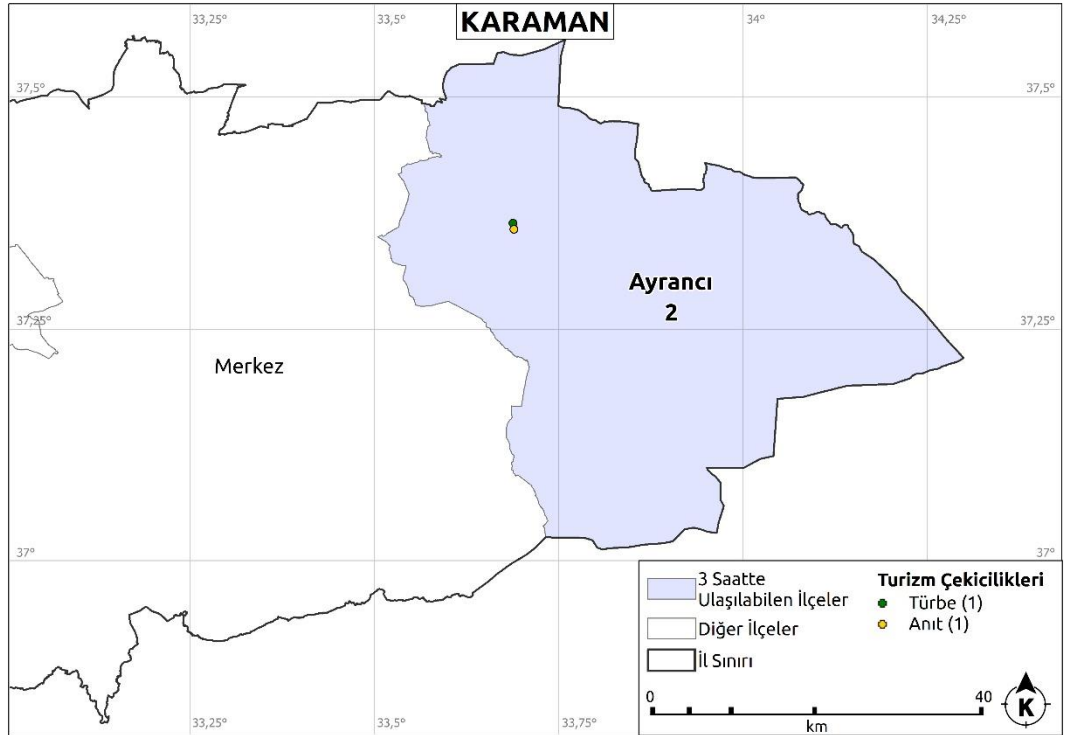 KARAMAN
33,25°
33,5°
34°
34,25°
37,5°
37,5°
Ayrancı
2
37,25°
37,25°
Merkez
37°
37°
33,25°
33,5°
33,75°
3 Saatte
Ulaşılabilen İlçeler
Diğer İlçeler
İl Sınırı
Turizm Çekicilikleri
Türbe (1)
Anıt (1)
0
40
km
K